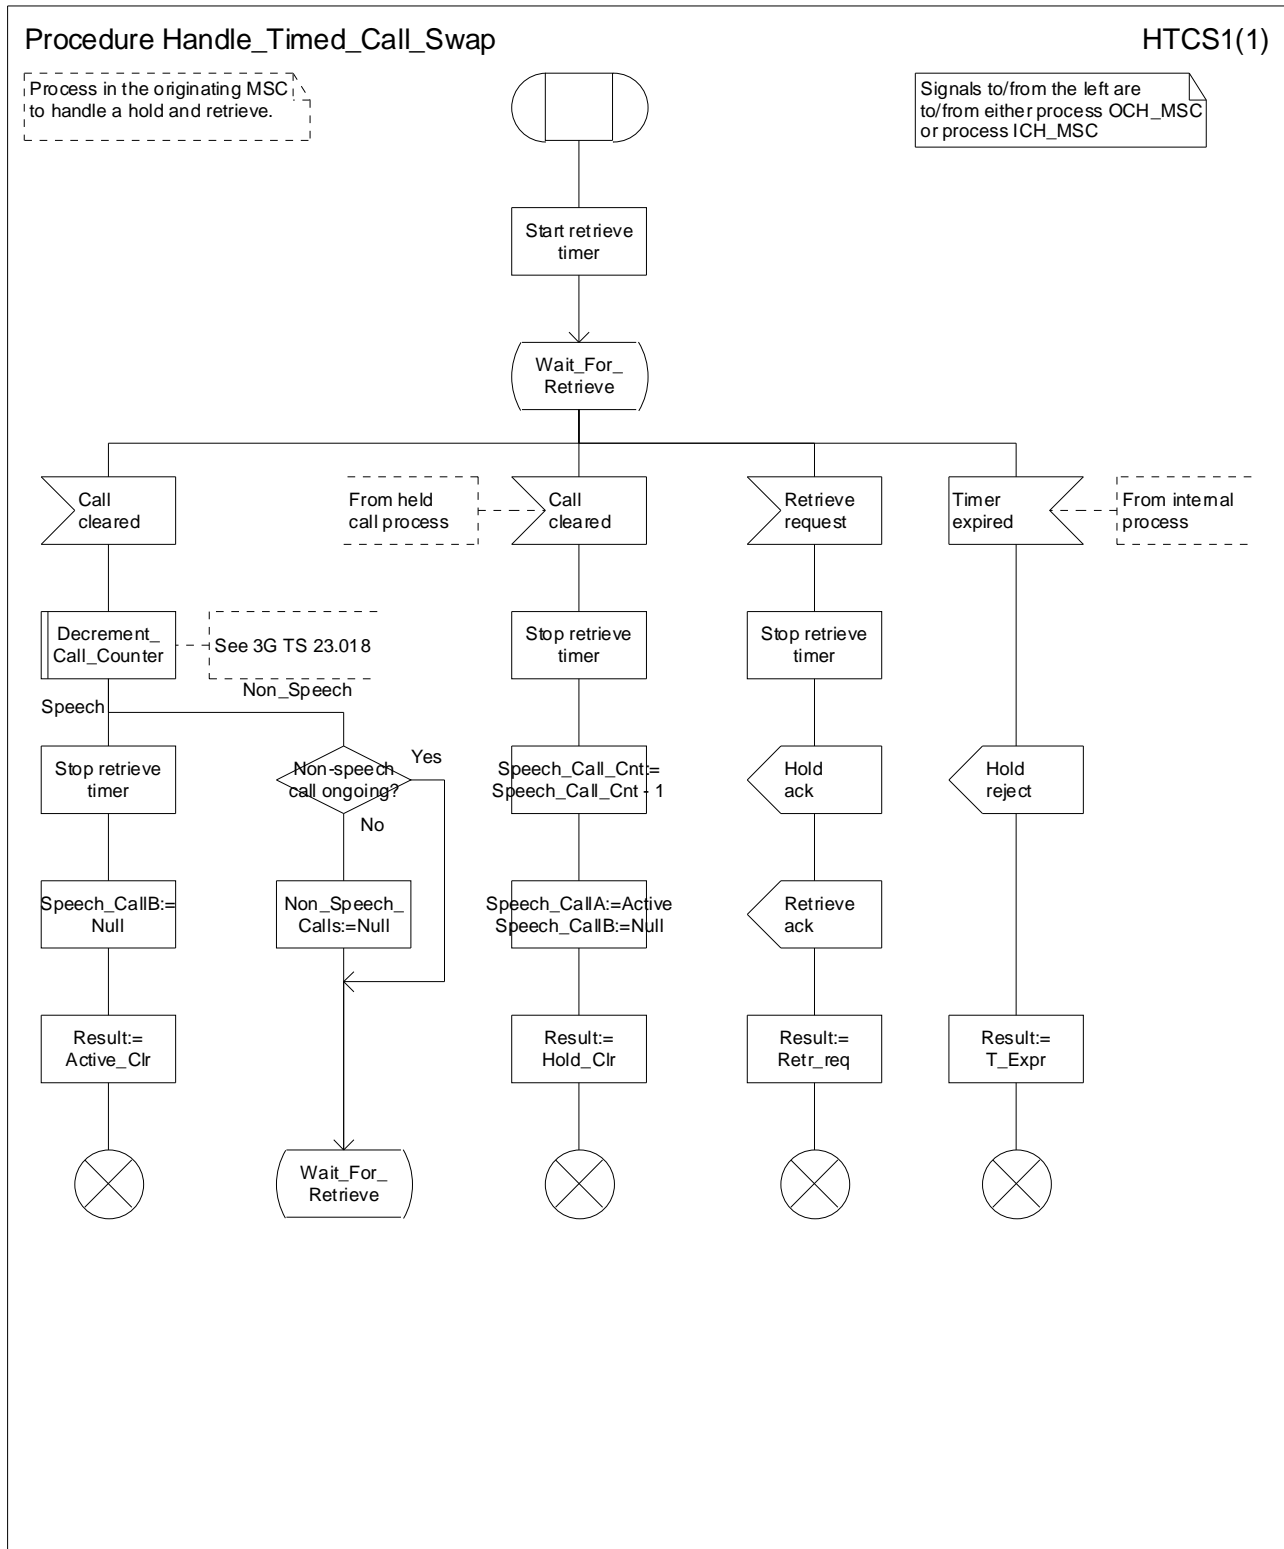 Procedure Handle_Timed_Call_Swap
HTCS1(1)
Process in the originating MSC
to handle a hold and retrieve.
Signals to/from the left are
to/from either process OCH_MSC
or process ICH_MSC
Start retrieve
timer
Wait_For_
Retrieve
Call
cleared
From held
call process
Call
cleared
Retrieve
request
Timer
expired
From internal
process
Decrement_
Call_Counter
See 3G TS 23.018
Stop retrieve
timer
Stop retrieve
timer
Speech
Non_Speech
Stop retrieve
timer
Non-speech
call ongoing?
Yes
No
Speech_Call_Cnt:=
Speech_Call_Cnt - 1
Hold
ack
Hold
reject
Speech_CallB:=
Null
Non_Speech_
Calls:=Null
Speech_CallA:=Active
Speech_CallB:=Null
Retrieve
ack
Result:=
Active_Clr
Result:=
Hold_Clr
Result:=
Retr_req
Result:=
T_Expr
Wait_For_
Retrieve